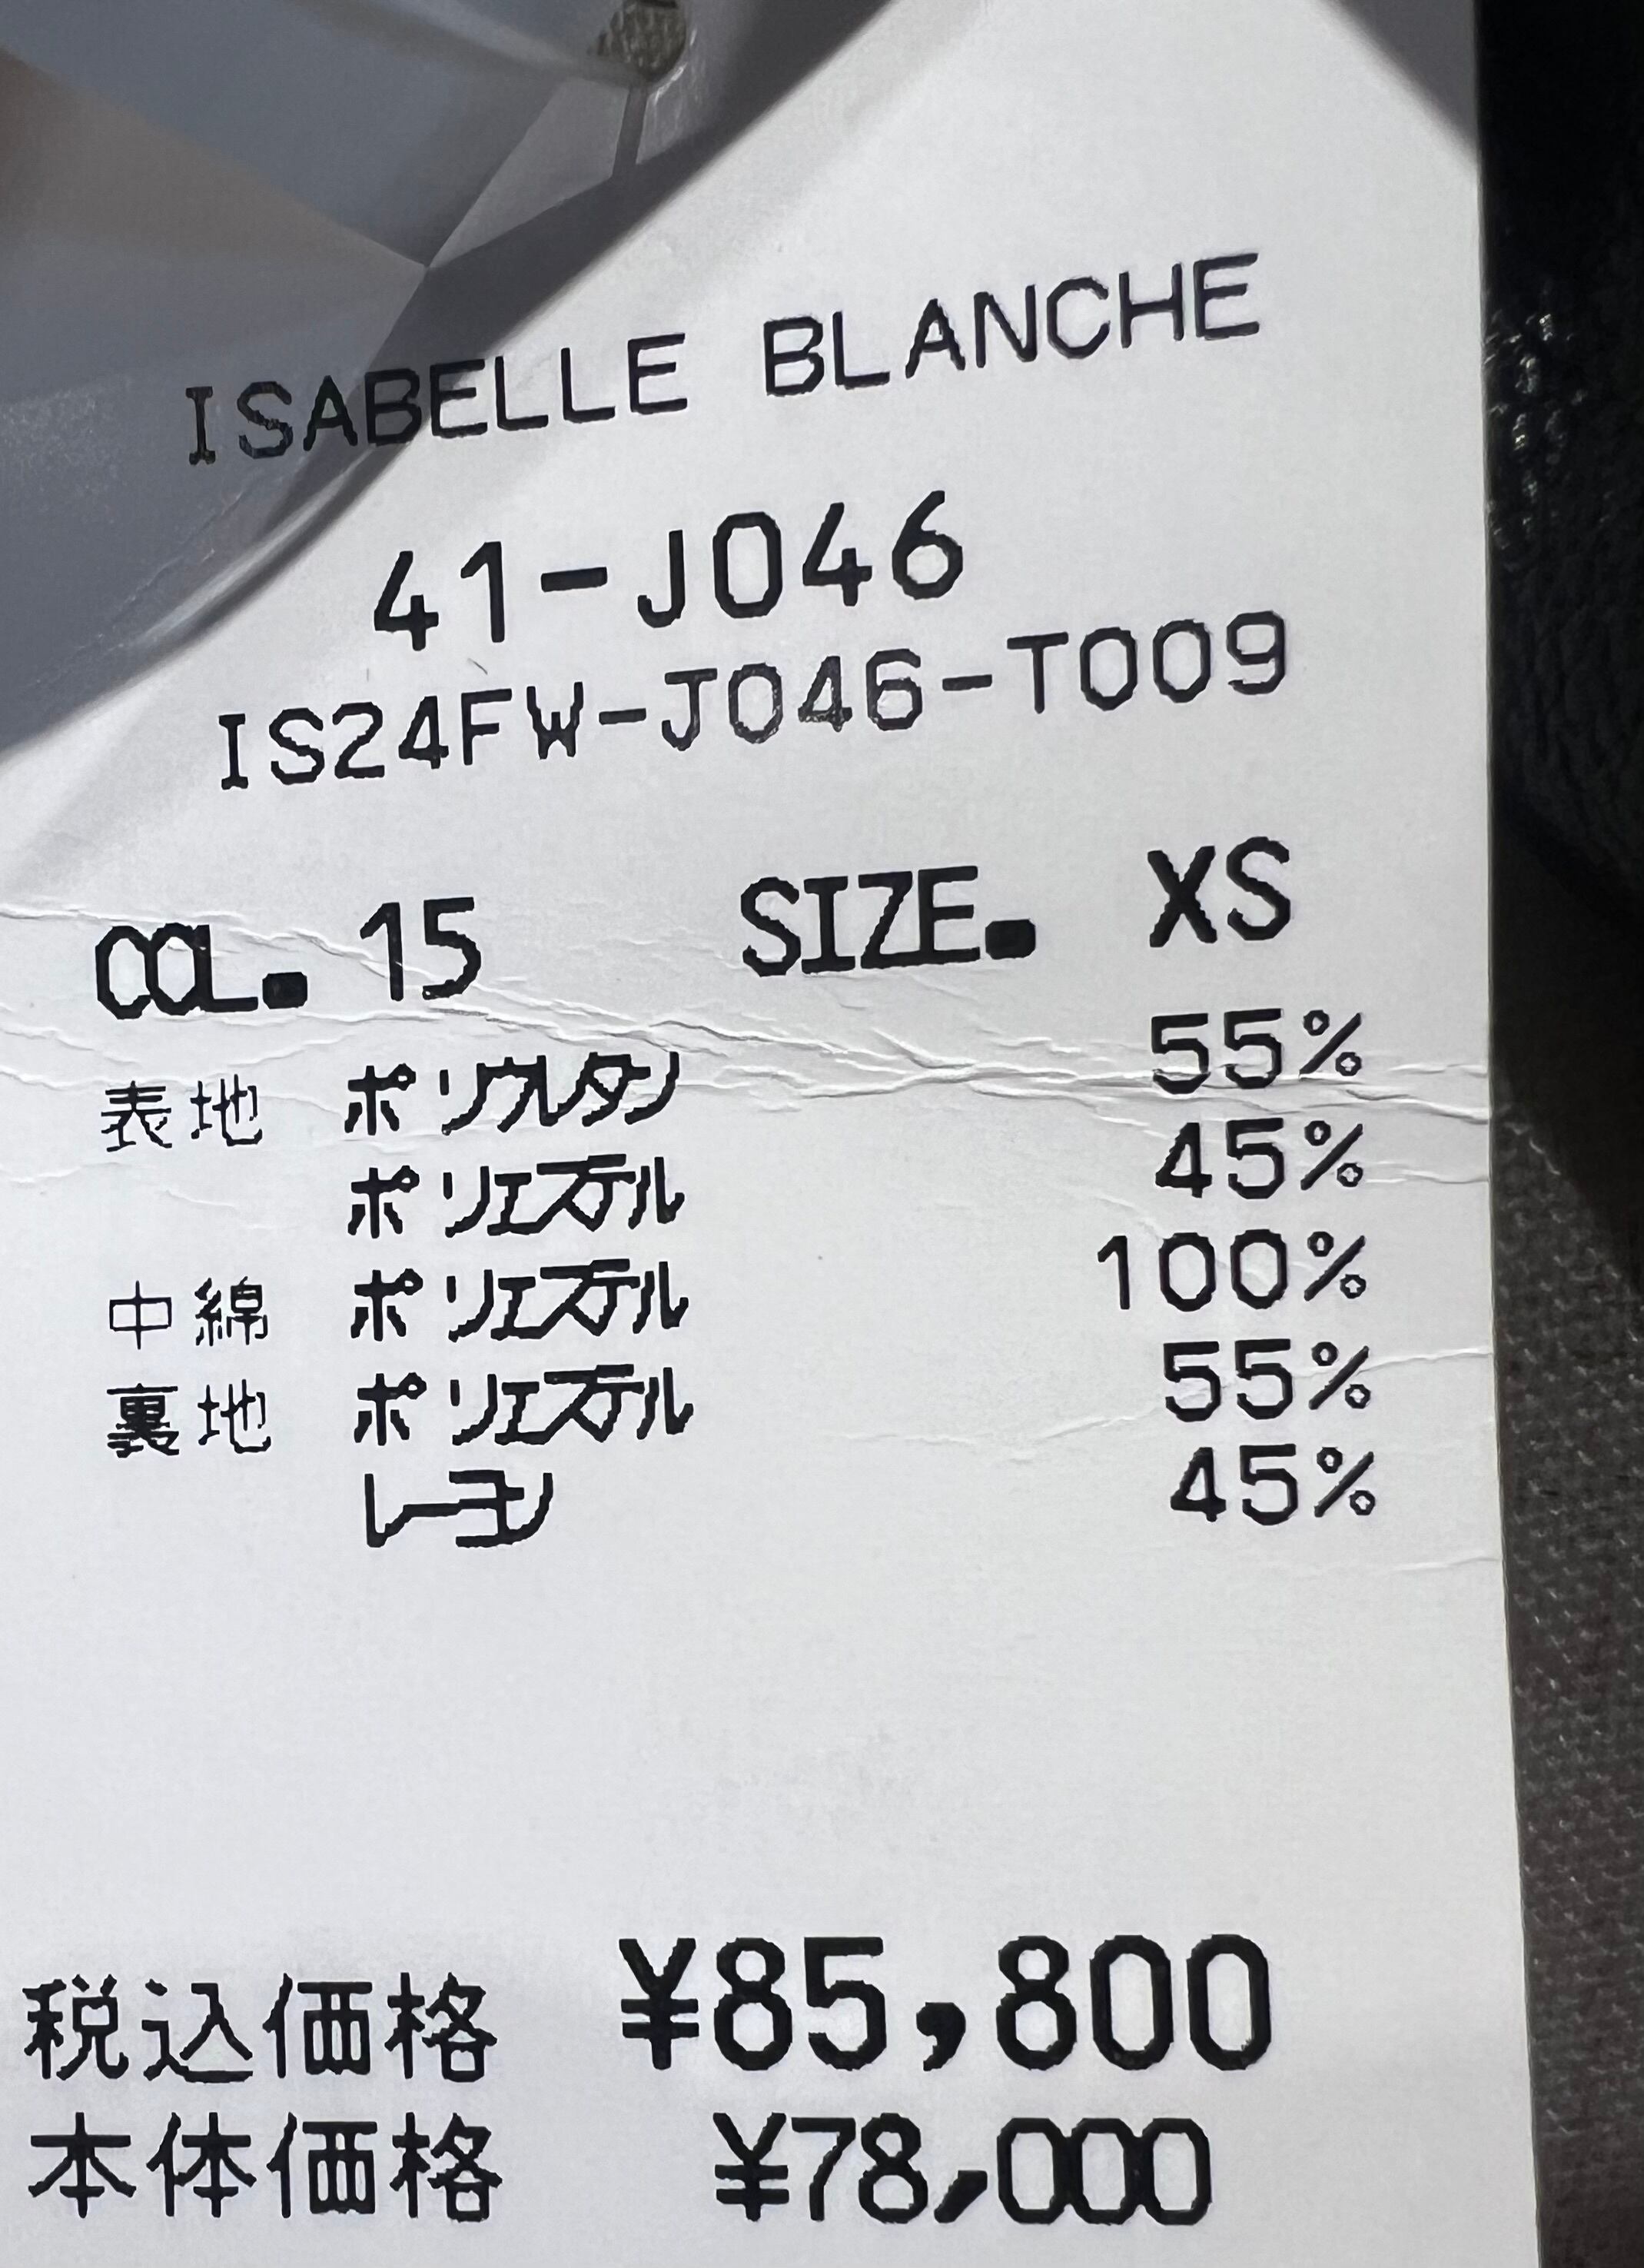 ISABELLE BLANCHE
41-J046
IS24FW-J046-T009
COL. 15 SIZE. XS
表地 ポリウレタン 55%
ポリエステル 45%
中綿 ポリエステル 100%
裏地 ポリエステル 55%
レーヨン 45%
税込価格 ¥85,800
本体価格 ¥78,000